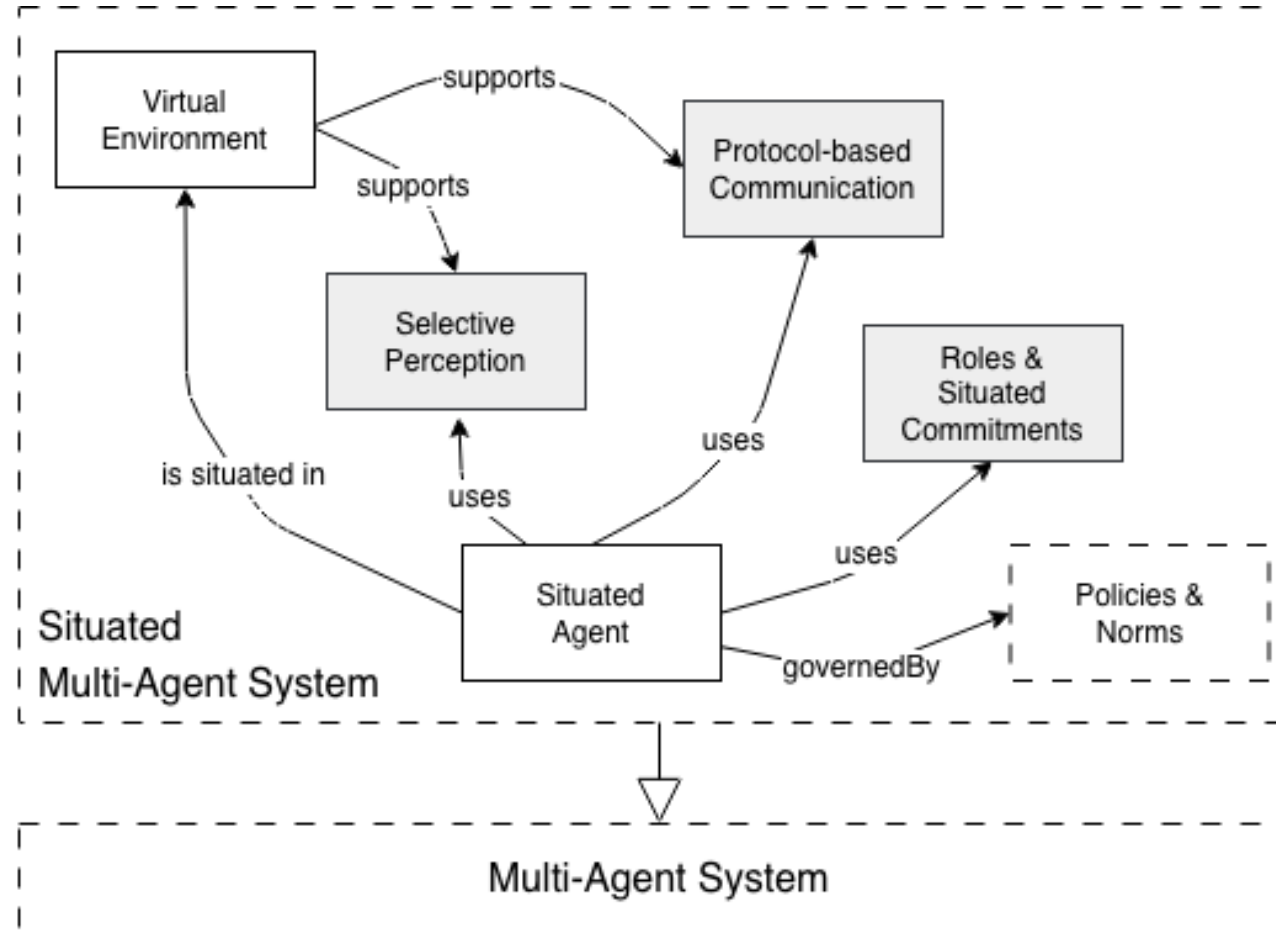 Virtual
Environment
supports
supports
Protocol-based
Communication
Selective
Perception
Roles &
Situated
Commitments
uses
is situated in
uses
uses
Situated
Agent
Policies &
Norms
governedBy
Situated
Multi-Agent System
Multi-Agent System